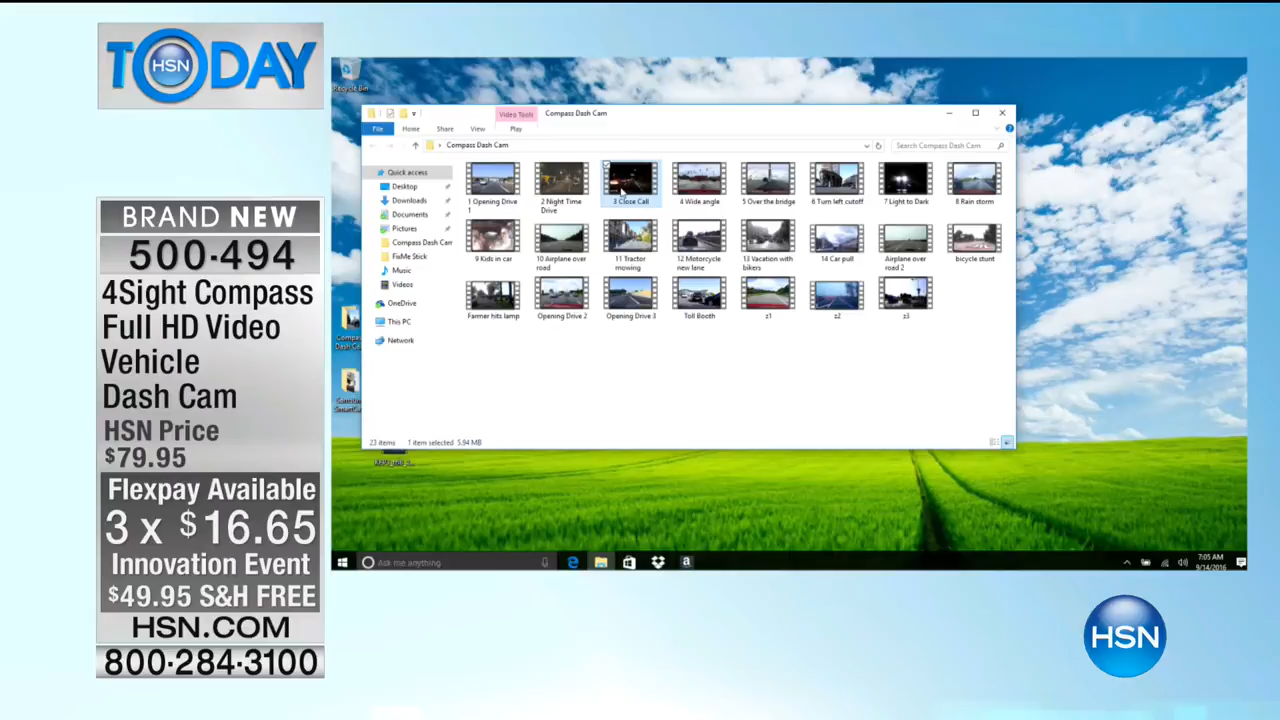 TODAY
HSN
BRAND NEW
500-494
4Sight Compass
Full HD Video
Vehicle
Dash Cam
HSN Price
$79.95
Flexpay Available
3 x $16.65
Innovation Event
$49.95 S&H FREE
HSN.COM
800-284-3100
Recycle Bin
Video Tools
Compass Dash Cam
File
Home
Share
View
Play
Compass Dash Cam
Search Compass Dash Cam
Quick access
Desktop
Downloads
Documents
Pictures
Compass Dash Cam
FixMe Stick
Music
Videos
OneDrive
This PC
Network
1 Opening Drive
1
2 Night Time
Drive
3 Close Call
4 Wide angle
5 Over the bridge
6 Turn left cutoff
7 Light to Dark
8 Rain storm
9 Kids in car
10 Airplane over
road
11 Tractor
mowing
12 Motorcycle
new lane
13 Vacation with
bikers
14 Car pull
Airplane over
road 2
bicycle stunt
Farmer hits lamp
Opening Drive 2
Opening Drive 3
Toll Booth
z1
z2
z3
23 items
1 item selected 5.94 MB
Ask me anything
7:05 AM
9/14/2016
HSN